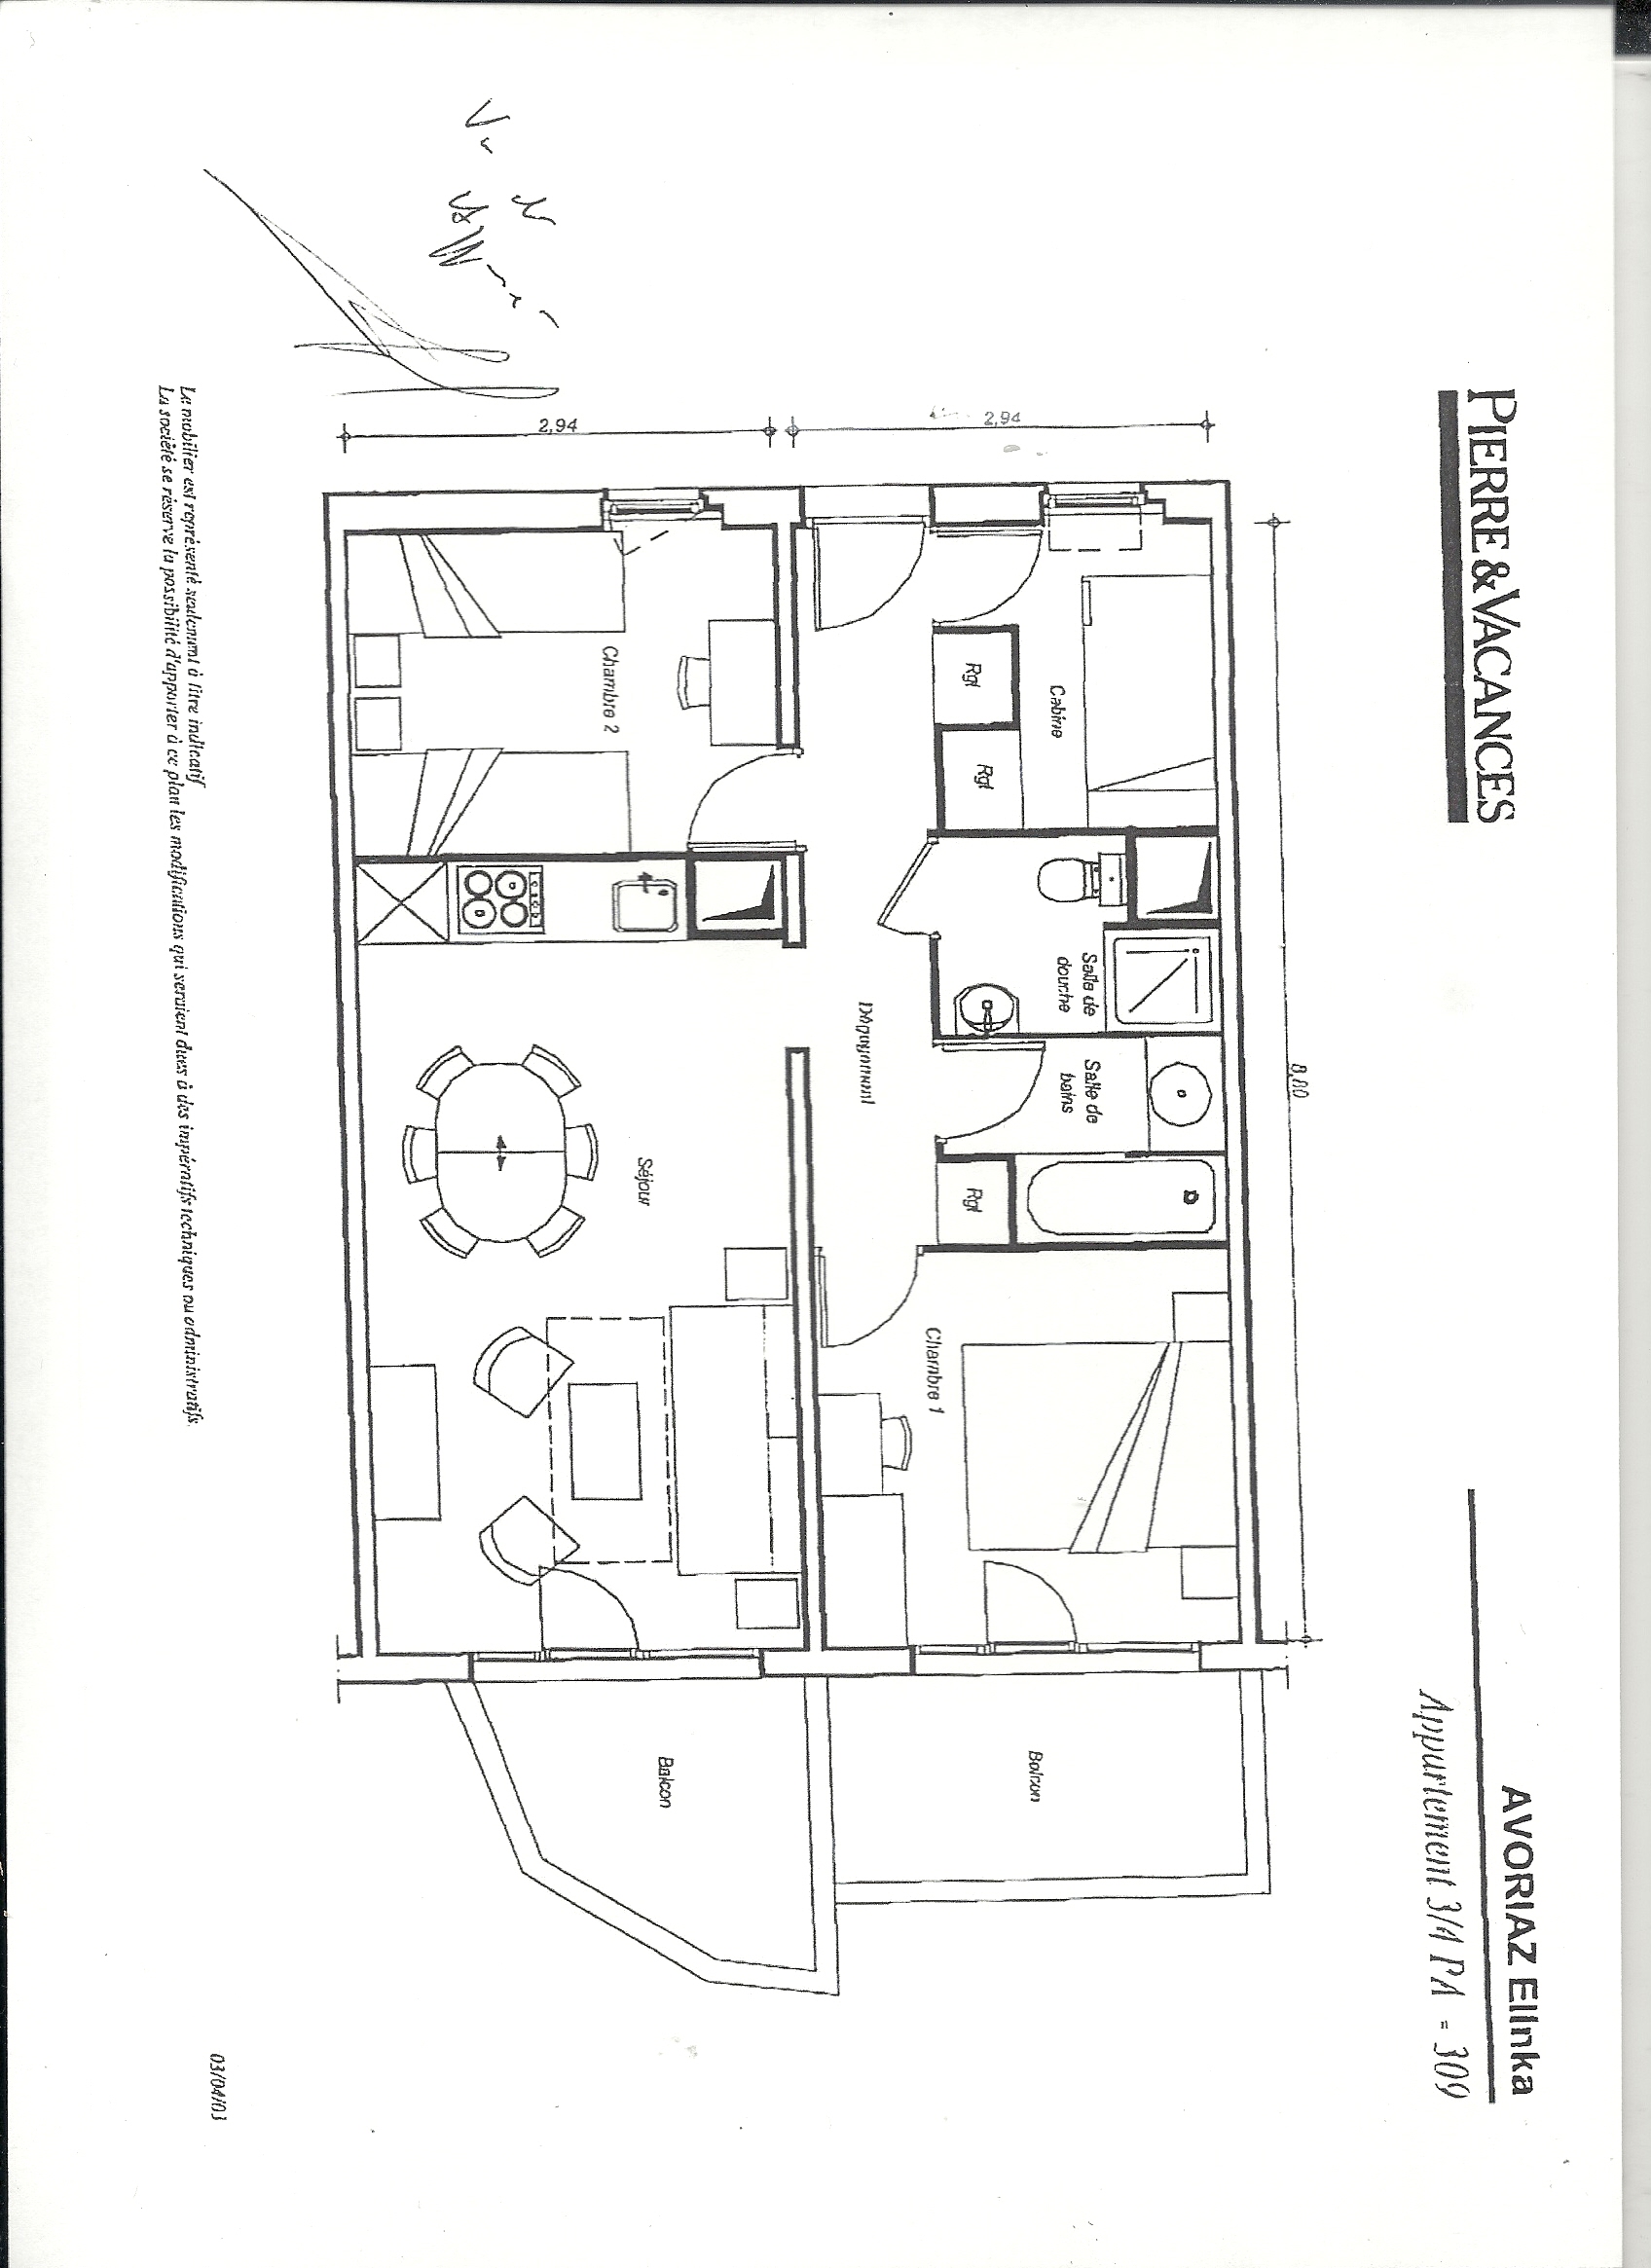 PIERRE & VACANCES
AVORIAZ Elinka
Appartement 3/4 PA = 309
8,80
2,94
2,94
Cabine
Rgt
Rgt
Salle de
douche
Salle de
bains
Rgt
Chambre 1
Balcon
Dégagement
Chambre 2
Séjour
Balcon
Le mobilier est représenté seulement à titre indicatif
La société se réserve la possibilité d'apporter à ce plan les modifications qui seraient dues à des impératifs techniques ou administratifs.
03/04/03